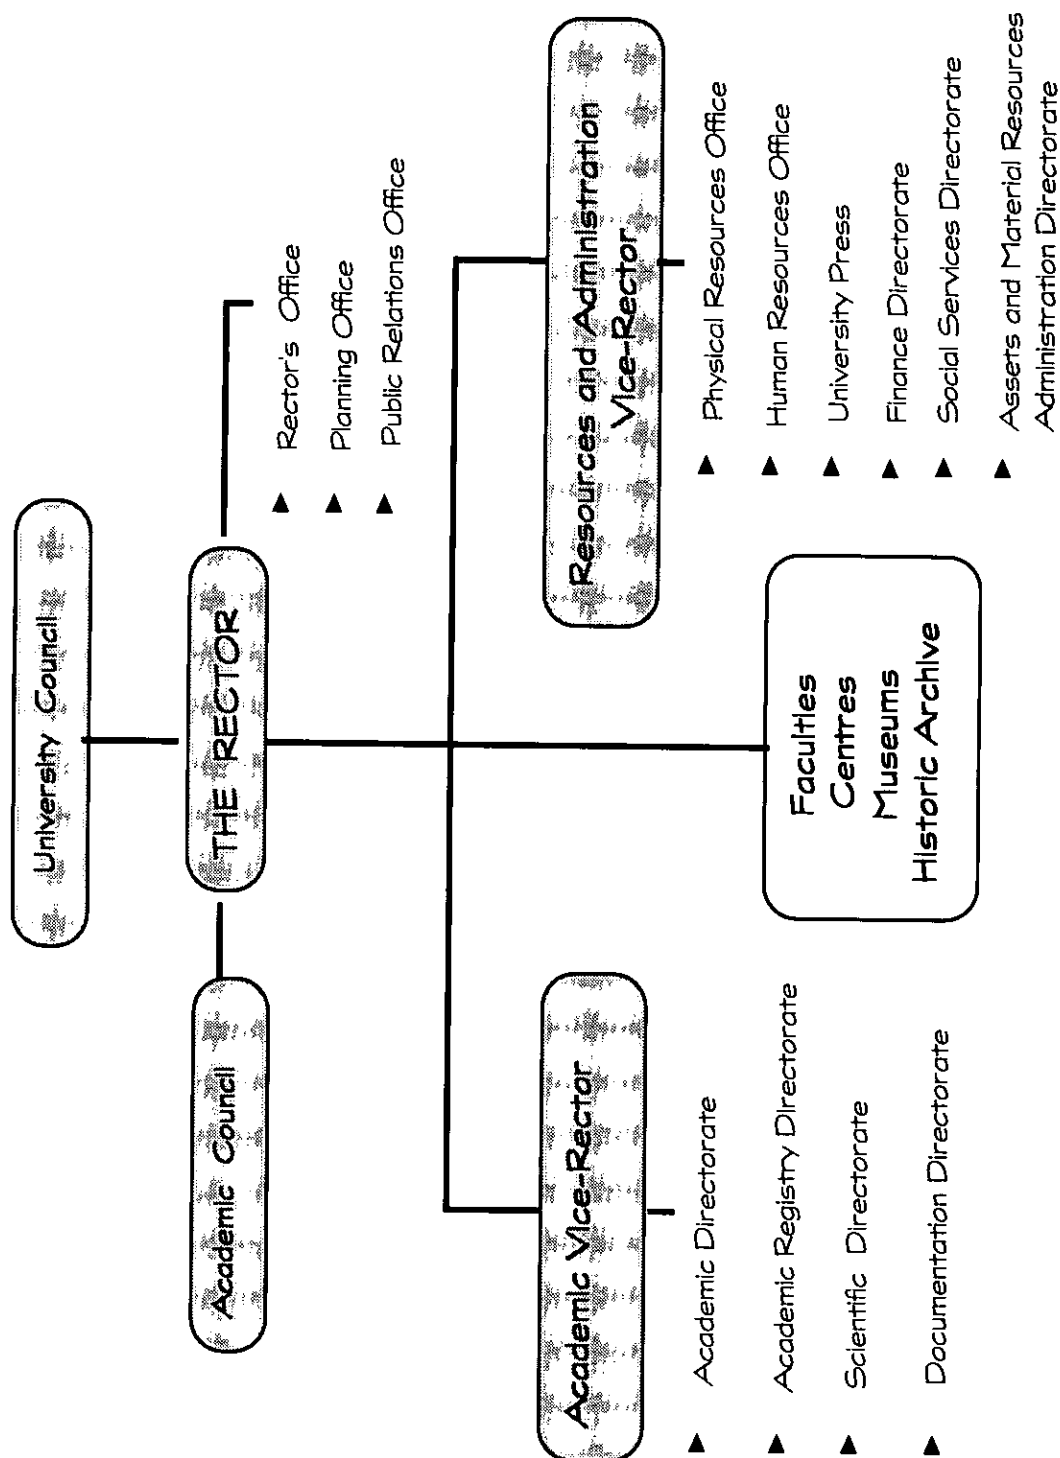 University Council
Academic Council
THE RECTOR
Rector's Office
Planning Office
Public Relations Office
Academic Vice-Rector
Academic Directorate
Academic Registry Directorate
Scientific Directorate
Documentation Directorate
Faculties
Centres
Museums
Historic Archive
Resources and Administration
Vice-Rector
Physical Resources Office
Human Resources Office
University Press
Finance Directorate
Social Services Directorate
Assets and Material Resources
Administration Directorate